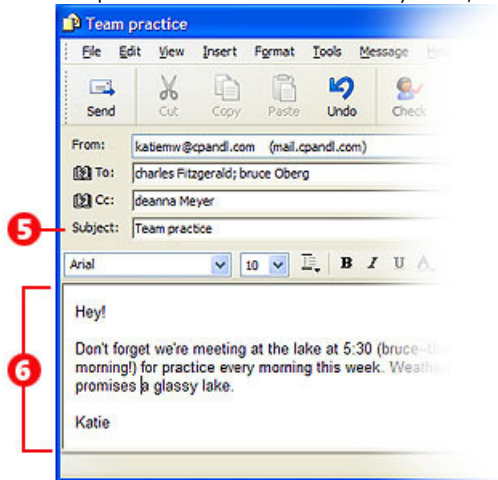 Team practice
File Edit View Insert Format Tools Message Help
Send Cut Copy Paste Undo Check
From: katiemw@cpandl.com (mail.cpandl.com)
To: charles Fitzgerald; bruce Oberg
Cc: deanna Meyer
5 Subject: Team practice
Arial 10 B I U A
Hey!
Don't forget we're meeting at the lake at 5:30 (bruce--
morning!) for practice every morning this week. Weather
6 promises a glassy lake.
Katie